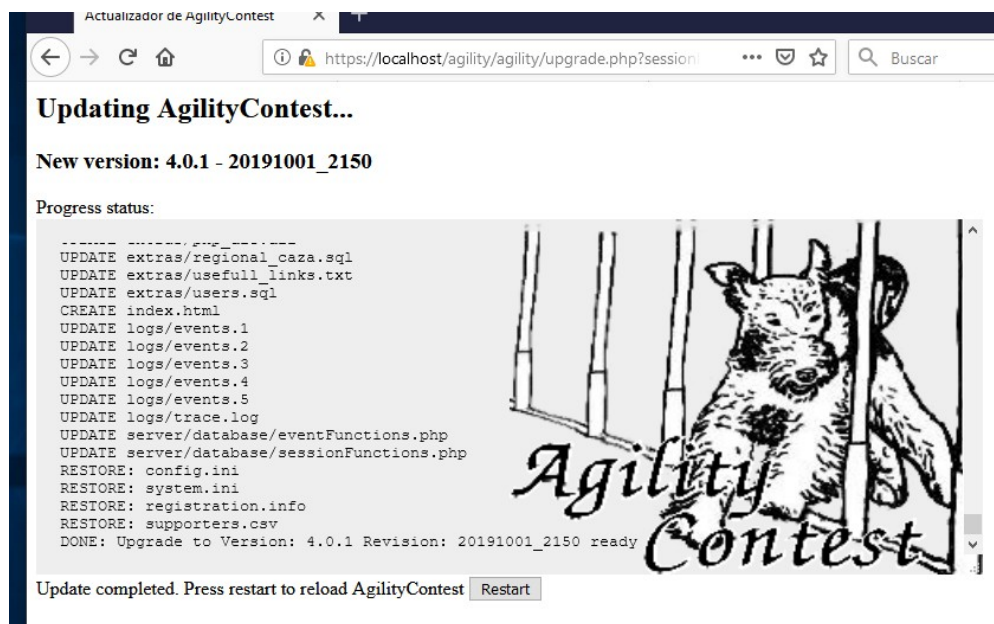 Actualizador de AgilityContest
https://localhost/agility/agility/upgrade.php?session
Buscar
Updating AgilityContest...
New version: 4.0.1 - 20191001_2150
Progress status:
UPDATE extras/regional_caza.sql
UPDATE extras/usefull_links.txt
UPDATE extras/users.sql
CREATE index.html
UPDATE logs/events.1
UPDATE logs/events.2
UPDATE logs/events.3
UPDATE logs/events.4
UPDATE logs/events.5
UPDATE logs/trace.log
UPDATE server/database/eventFunctions.php
UPDATE server/database/sessionFunctions.php
RESTORE: config.ini
RESTORE: system.ini
RESTORE: registration.info
RESTORE: supporters.csv
DONE: Upgrade to Version: 4.0.1 Revision: 20191001_2150 ready
Agility
Contest
Update completed. Press restart to reload AgilityContest Restart